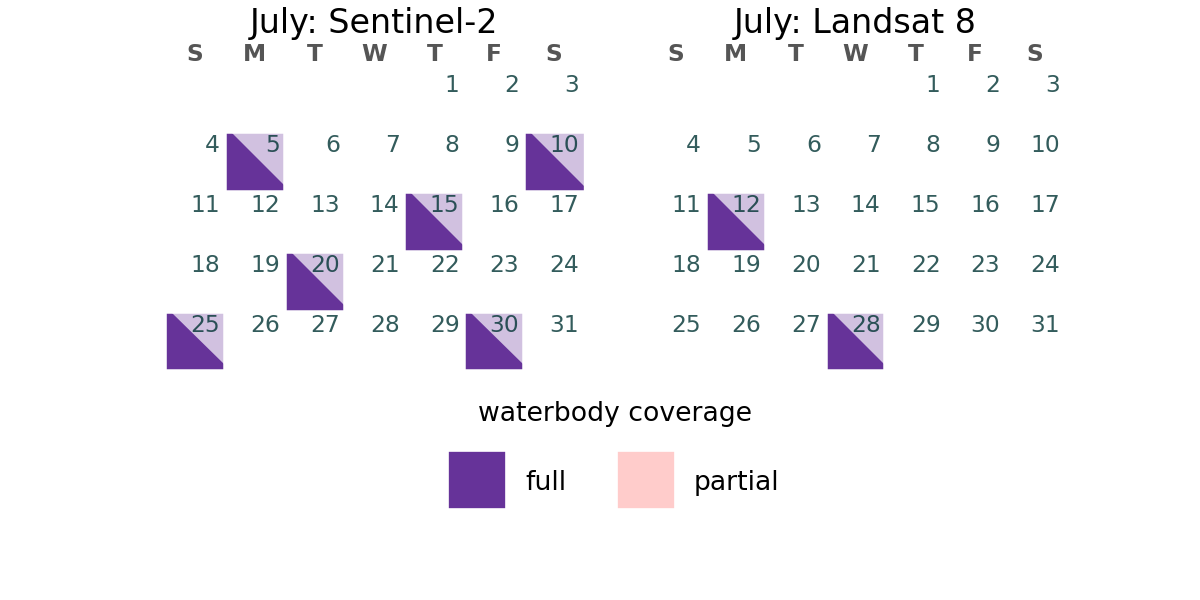 July: Sentinel-2
S M T W T F S
1 2 3
4 5 6 7 8 9 10
11 12 13 14 15 16 17
18 19 20 21 22 23 24
25 26 27 28 29 30 31
July: Landsat 8
S M T W T F S
1 2 3
4 5 6 7 8 9 10
11 12 13 14 15 16 17
18 19 20 21 22 23 24
25 26 27 28 29 30 31
waterbody coverage
full
partial